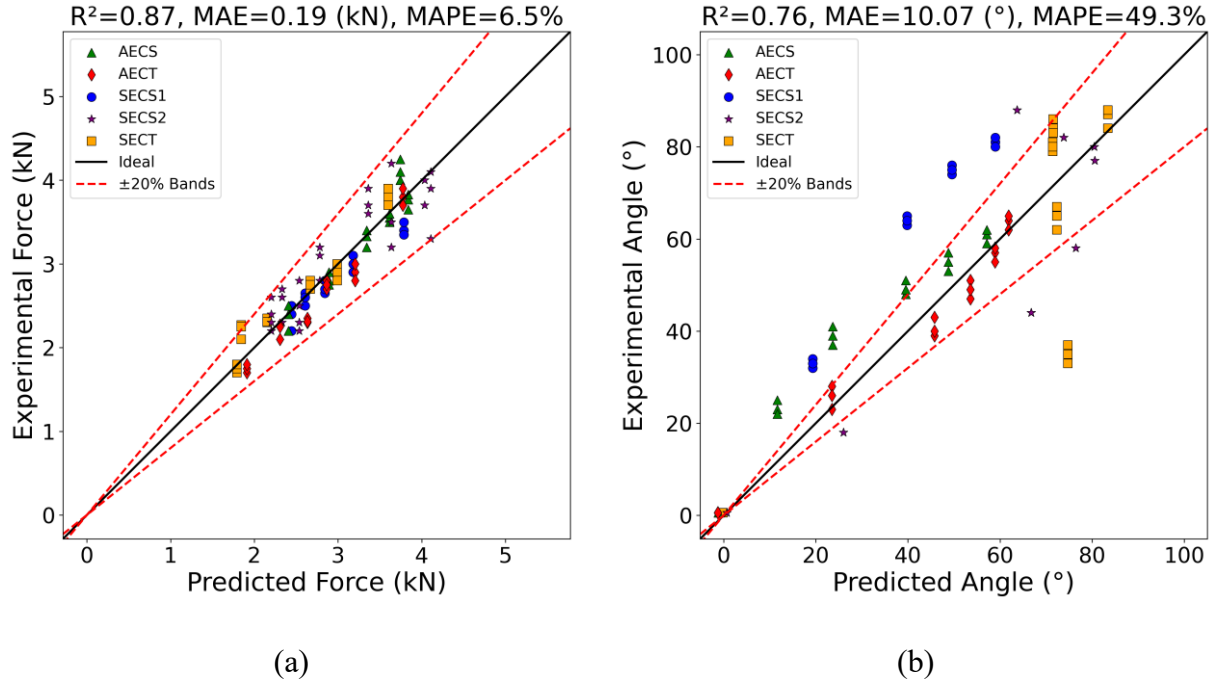 R²=0.87, MAE=0.19 (kN), MAPE=6.5%
AECS
AECT
SECS1
SECS2
SECT
Ideal
±20% Bands
Experimental Force (kN)
5
4
3
2
1
0
0 1 2 3 4 5
Predicted Force (kN)
(a)
R²=0.76, MAE=10.07 (°), MAPE=49.3%
AECS
AECT
SECS1
SECS2
SECT
Ideal
±20% Bands
Experimental Angle (°)
100
80
60
40
20
0
0 20 40 60 80 100
Predicted Angle (°)
(b)